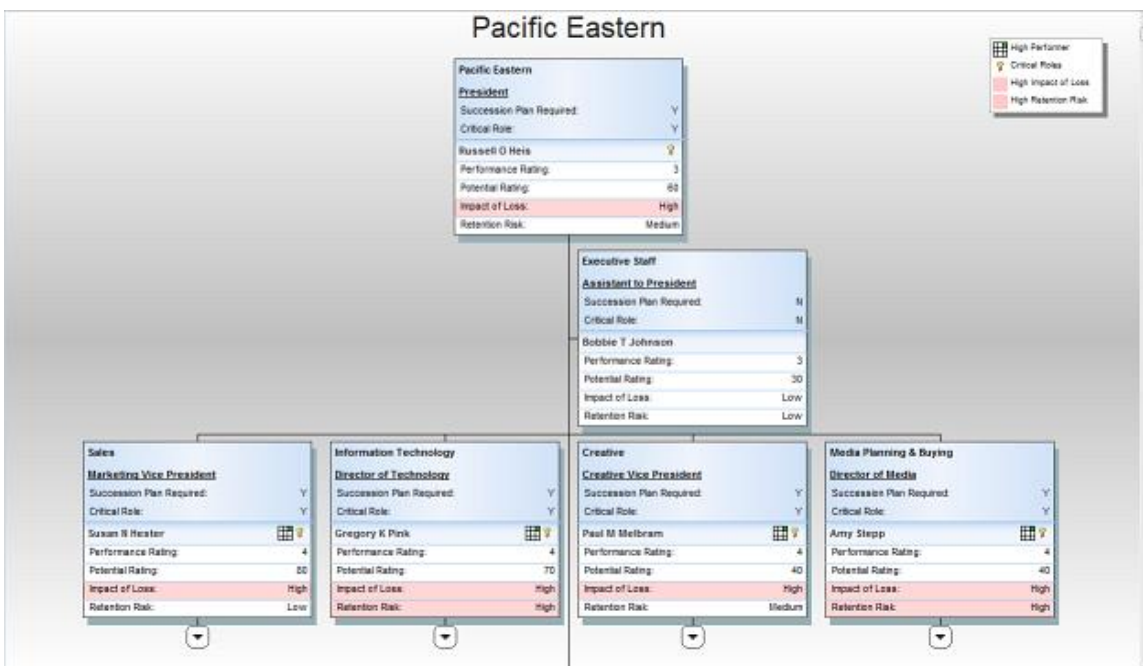 Pacific Eastern
High Performer
Critical Roles
High Impact of Loss
High Retention Risk
Pacific Eastern
President
Succession Plan Required: Y
Critical Role: Y
Russell O Heis
Performance Rating: 3
Potential Rating: 60
Impact of Loss: High
Retention Risk: Medium
Executive Staff
Assistant to President
Succession Plan Required: N
Critical Role: N
Bobbie T Johnson
Performance Rating: 3
Potential Rating: 30
Impact of Loss: Low
Retention Risk: Low
Sales
Marketing Vice President
Succession Plan Required: Y
Critical Role: Y
Susan N Hester
Performance Rating: 4
Potential Rating: 80
Impact of Loss: High
Retention Risk: Low
Information Technology
Director of Technology
Succession Plan Required: Y
Critical Role: Y
Gregory K Pink
Performance Rating: 4
Potential Rating: 70
Impact of Loss: High
Retention Risk: High
Creative
Creative Vice President
Succession Plan Required: Y
Critical Role: Y
Paul M Melbram
Performance Rating: 4
Potential Rating: 40
Impact of Loss: High
Retention Risk: Medium
Media Planning & Buying
Director of Media
Succession Plan Required: Y
Critical Role: Y
Amy Stepp
Performance Rating: 4
Potential Rating: 40
Impact of Loss: High
Retention Risk: High